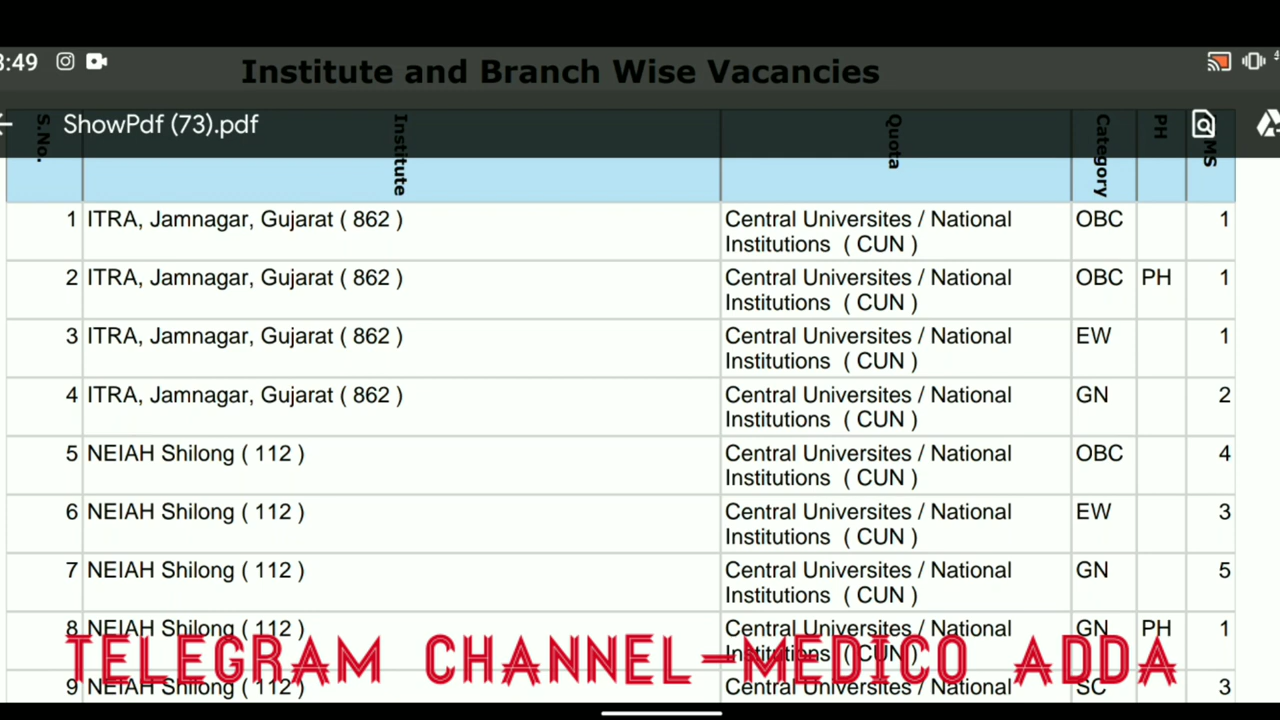 3:49
Institute and Branch Wise Vacancies
ShowPdf (73).pdf
S.No. Institute Quota Category PH MS
1 ITRA, Jamnagar, Gujarat ( 862 ) Central Universites / National Institutions ( CUN ) OBC 1
2 ITRA, Jamnagar, Gujarat ( 862 ) Central Universites / National Institutions ( CUN ) OBC PH 1
3 ITRA, Jamnagar, Gujarat ( 862 ) Central Universites / National Institutions ( CUN ) EW 1
4 ITRA, Jamnagar, Gujarat ( 862 ) Central Universites / National Institutions ( CUN ) GN 2
5 NEIAH Shilong ( 112 ) Central Universites / National Institutions ( CUN ) OBC 4
6 NEIAH Shilong ( 112 ) Central Universites / National Institutions ( CUN ) EW 3
7 NEIAH Shilong ( 112 ) Central Universites / National Institutions ( CUN ) GN 5
8 NEIAH Shilong ( 112 ) Central Universites / National Institutions ( CUN ) GN PH 1
TELEGRAM CHANNEL-MEDICO ADDA
9 NEIAH Shilong ( 112 ) Central Universites / National SC 3